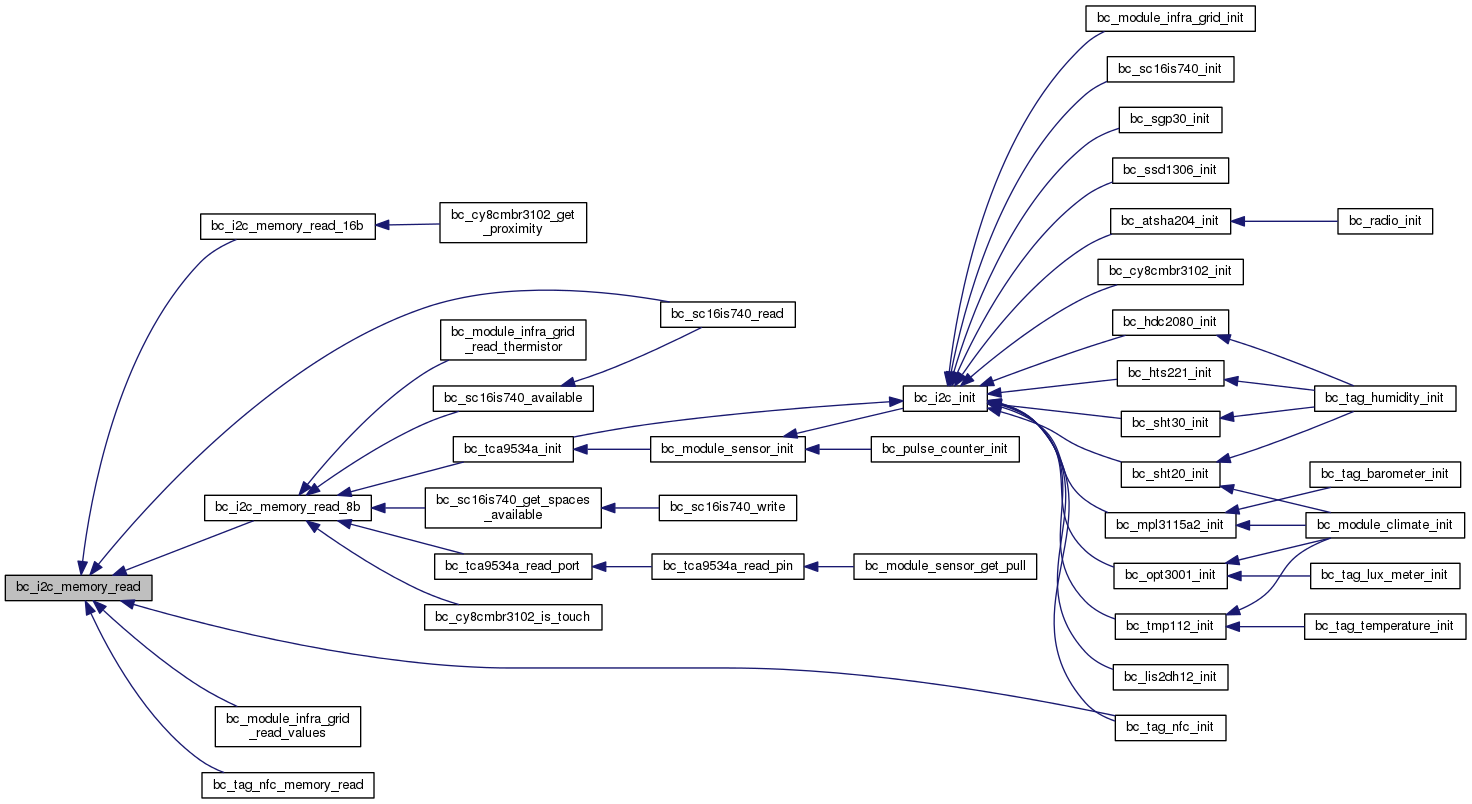 bc_module_infra_grid_init
bc_sc16is740_init
bc_sgp30_init
bc_ssd1306_init
bc_i2c_memory_read_16b
bc_cy8cmbr3102_get
_proximity
bc_atsha204_init
bc_radio_init
bc_cy8cmbr3102_init
bc_sc16is740_read
bc_hdc2080_init
bc_module_infra_grid
_read_thermistor
bc_hts221_init
bc_sc16is740_available
bc_i2c_init
bc_tag_humidity_init
bc_sht30_init
bc_tca9534a_init
bc_module_sensor_init
bc_pulse_counter_init
bc_sht20_init
bc_tag_barometer_init
bc_i2c_memory_read_8b
bc_sc16is740_get_spaces
_available
bc_sc16is740_write
bc_mpl3115a2_init
bc_module_climate_init
bc_tca9534a_read_port
bc_tca9534a_read_pin
bc_module_sensor_get_pull
bc_opt3001_init
bc_tag_lux_meter_init
bc_i2c_memory_read
bc_cy8cmbr3102_is_touch
bc_tmp112_init
bc_tag_temperature_init
bc_lis2dh12_init
bc_module_infra_grid
_read_values
bc_tag_nfc_init
bc_tag_nfc_memory_read